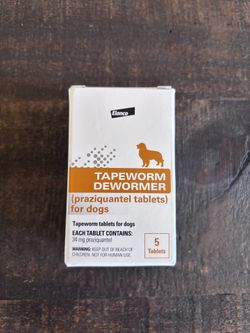 Elanco
TAPEWORM
DEWORMER
(praziquantel tablets)
for dogs
Tapeworm tablets for dogs
EACH TABLET CONTAINS:
34 mg praziquantel
WARNING: KEEP OUT OF REACH OF
CHILDREN. NOT FOR HUMAN USE.
5
Tablets